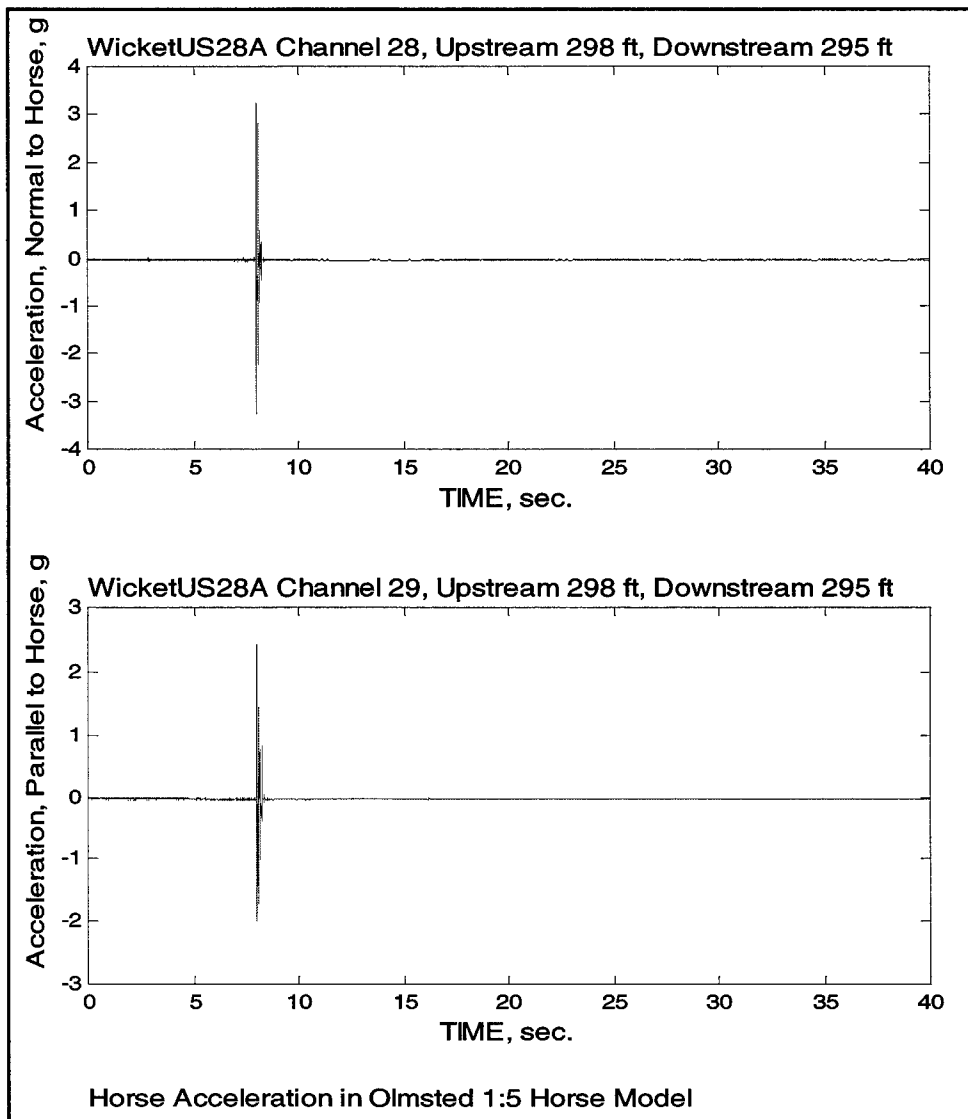 WicketUS28A Channel 28, Upstream 298 ft, Downstream 295 ft
Acceleration, Normal to Horse, g
4
3
2
1
0
-1
-2
-3
-4
0 5 10 15 20 25 30 35 40
TIME, sec.
WicketUS28A Channel 29, Upstream 298 ft, Downstream 295 ft
Acceleration, Parallel to Horse, g
3
2
1
0
-1
-2
-3
0 5 10 15 20 25 30 35 40
TIME, sec.
Horse Acceleration in Olmsted 1:5 Horse Model